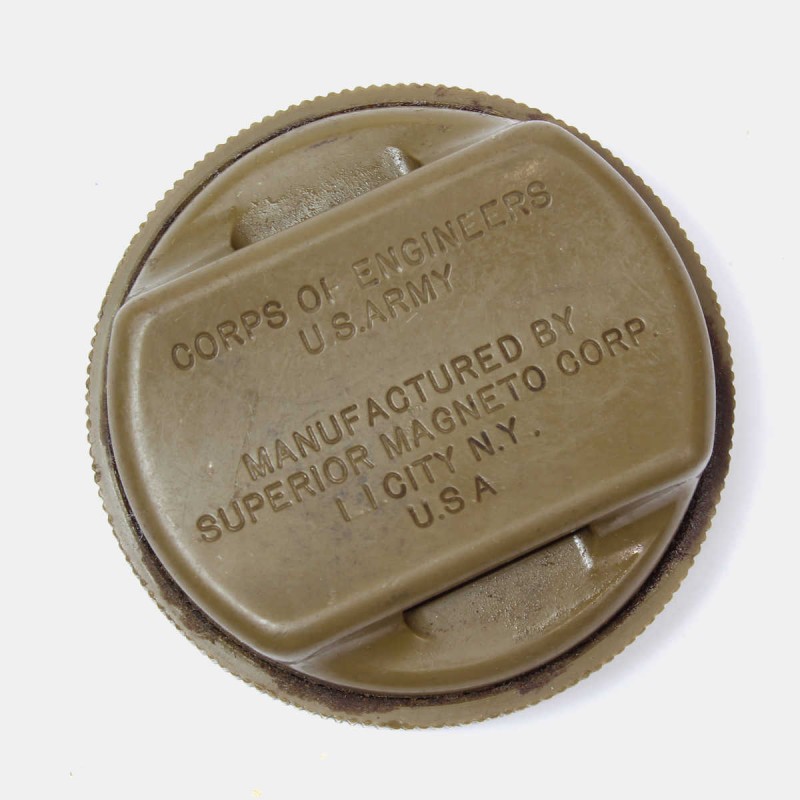 CORPS OF ENGINEERS
U.S.ARMY
MANUFACTURED BY
SUPERIOR MAGNETO CORP.
L.I CITY N.Y.
U.S.A